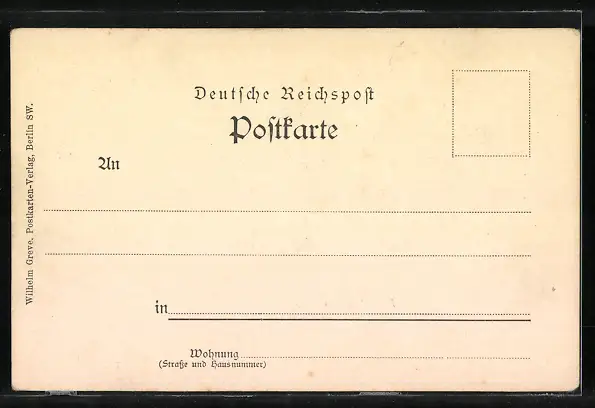 Deutsche Reichspost
Postkarte
An
in
Wohnung
(Straße und Hausnummer)
Wilhelm Greve, Postkarten-Verlag, Berlin SW.